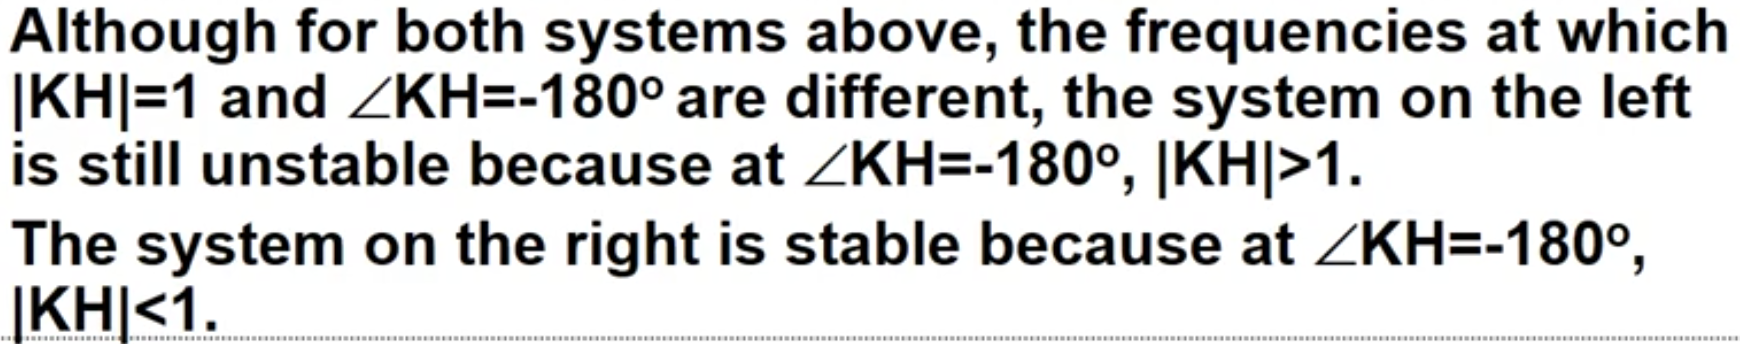 Although for both systems above, the frequencies at which
|KH|=1 and ∠KH=-180º are different, the system on the left
is still unstable because at ∠KH=-180º, |KH|>1.
The system on the right is stable because at ∠KH=-180º,
|KH|<1.